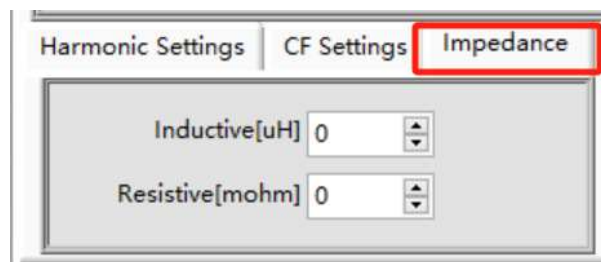 Harmonic Settings CF Settings Impedance
Inductive[uH] 0
Resistive[mohm] 0